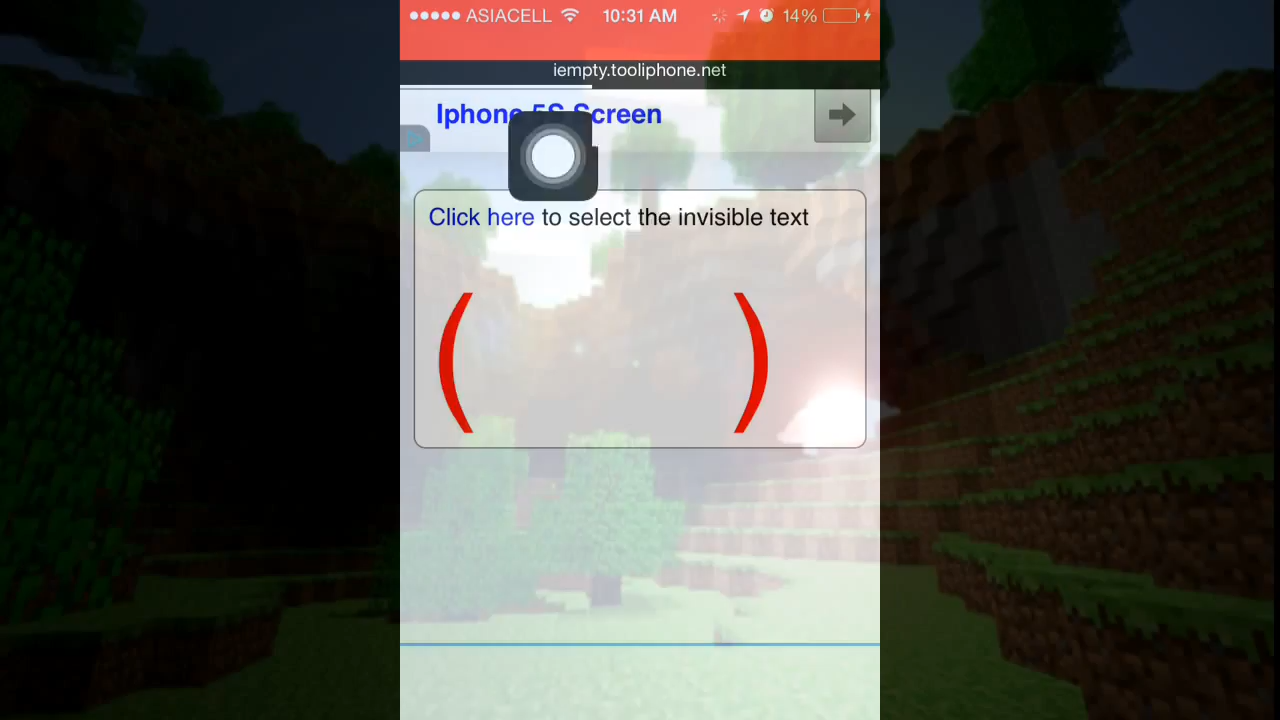 ASIACELL 10:31 AM 14%
iempty.tooliphone.net
Iphone 5S Screen
Click here to select the invisible text
( )